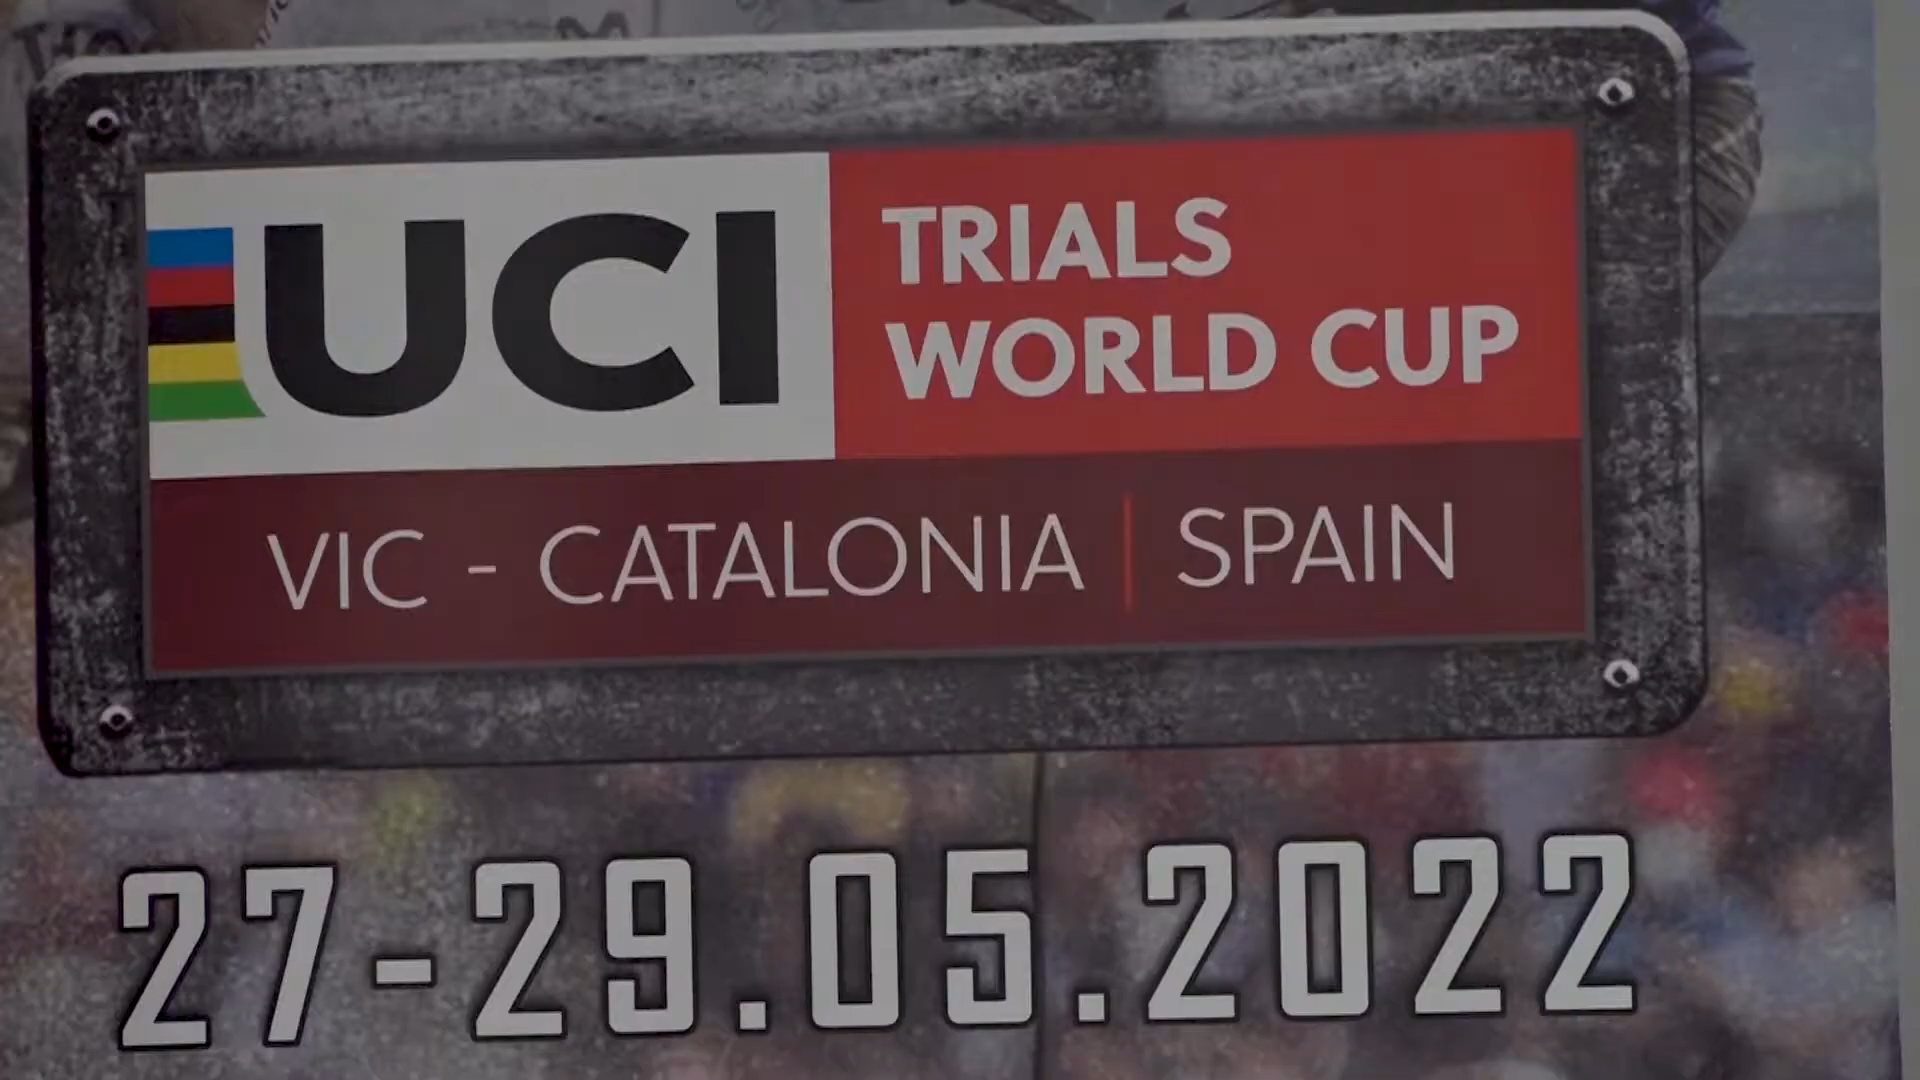 UCI
TRIALS
WORLD CUP
VIC - CATALONIA | SPAIN
27-29.05.2022